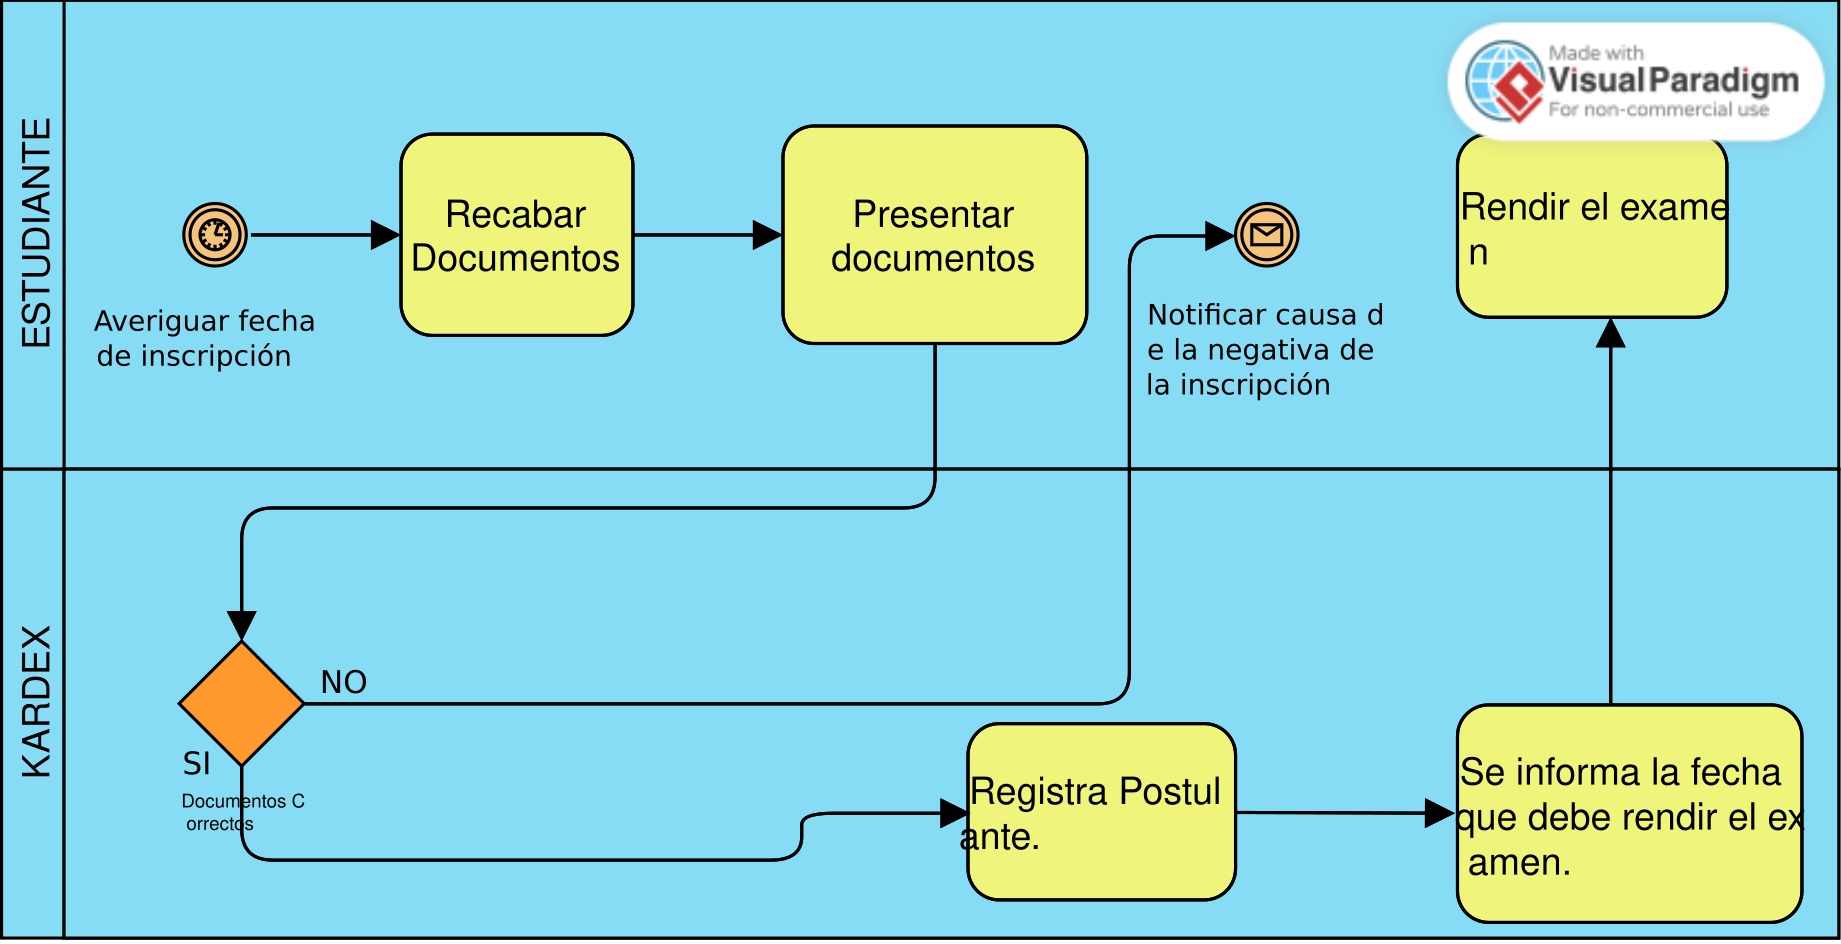 ESTUDIANTE
Made with
Visual Paradigm
For non-commercial use
Recabar
Documentos
Presentar
documentos
Rendir el exame
n
Averiguar fecha
de inscripción
Notificar causa d
e la negativa de
la inscripción
KARDEX
NO
SI
Documentos C
orrectos
Registra Postul
ante.
Se informa la fecha
que debe rendir el ex
amen.